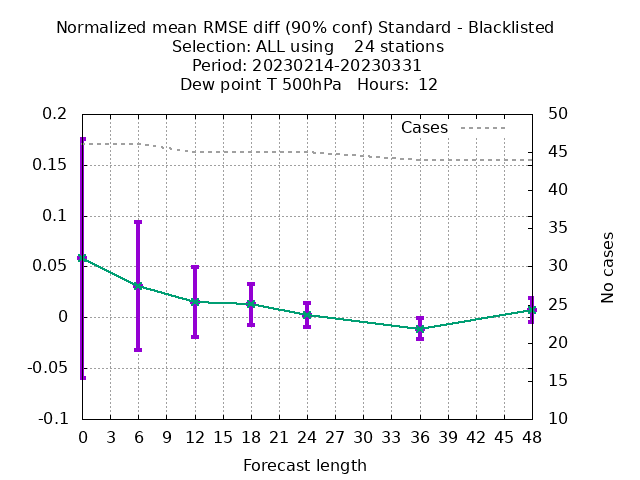 Normalized mean RMSE diff (90% conf) Standard - Blacklisted
Selection: ALL using    24 stations
Period: 20230214-20230331
Dew point T 500hPa   Hours:  12
Cases
0.2
0.15
0.1
0.05
0
-0.05
-0.1
50
45
40
35
30
25
20
15
10
No cases
0 3 6 9 12 15 18 21 24 27 30 33 36 39 42 45 48
Forecast length